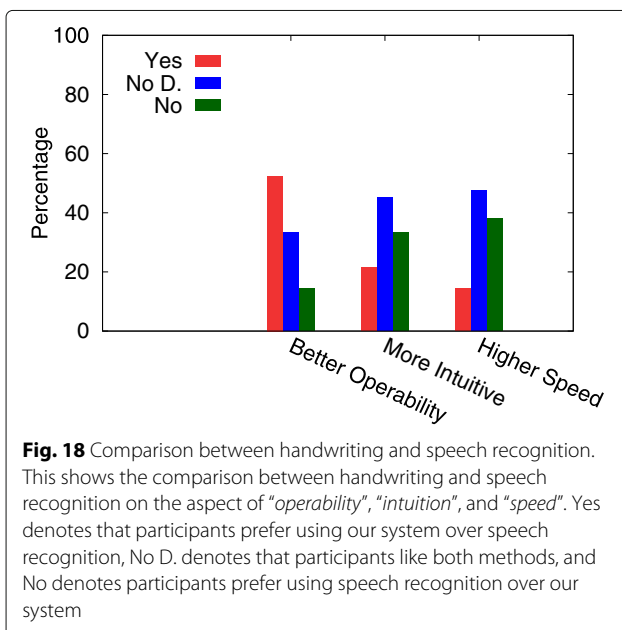 100
80
60
40
20
0
Percentage
Yes
No D.
No
Better Operability
More Intuitive
Higher Speed
Fig. 18 Comparison between handwriting and speech recognition.
This shows the comparison between handwriting and speech
recognition on the aspect of “operability”, “intuition”, and “speed”. Yes
denotes that participants prefer using our system over speech
recognition, No D. denotes that participants like both methods, and
No denotes participants prefer using speech recognition over our
system